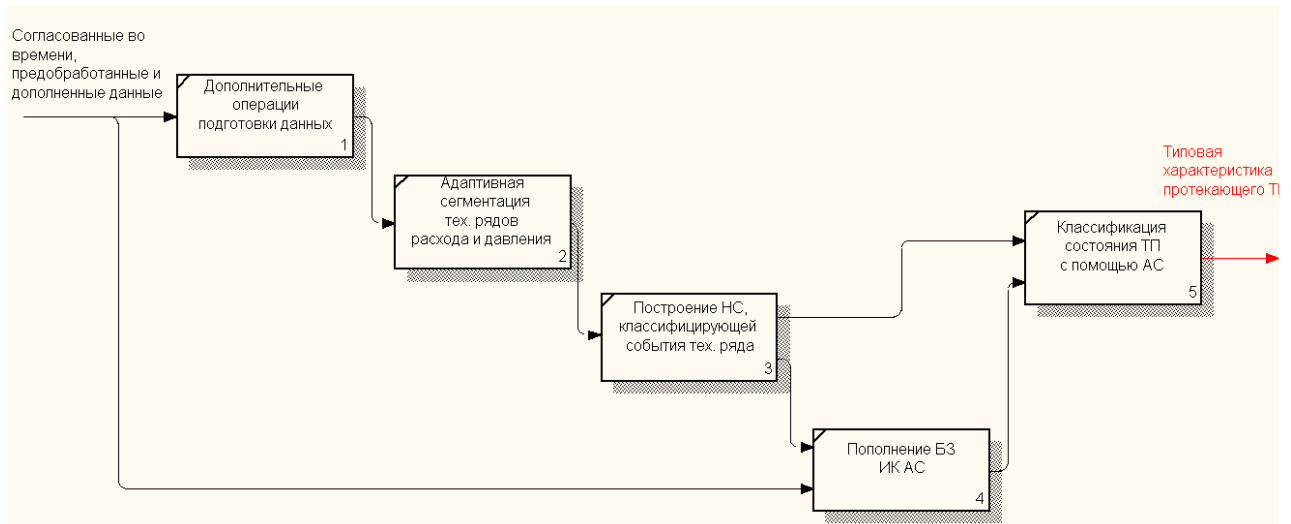 Согласованные во
времени,
предобработанные и
дополненные данные
Дополнительные
операции
подготовки данных
1
Адаптивная
сегментация
тех. рядов
расхода и давления
2
Построение НС,
классифицирующей
события тех. ряда
3
Пополнение БЗ
ИК АС
4
Типовая
характеристика
протекающего
Классификация
состояния ТП
с помощью АС
5